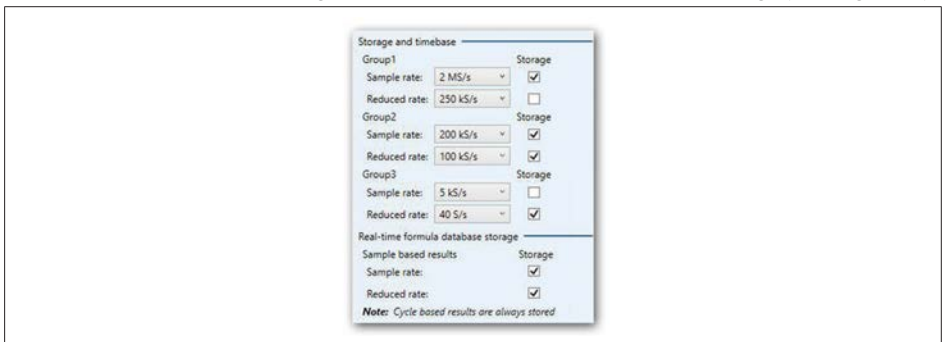 Storage and timebase
Group1 Storage
Sample rate: 2 MS/s
Reduced rate: 250 kS/s
Group2 Storage
Sample rate: 200 kS/s
Reduced rate: 100 kS/s
Group3 Storage
Sample rate: 5 kS/s
Reduced rate: 40 S/s
Real-time formula database storage
Sample based results Storage
Sample rate:
Reduced rate:
Note: Cycle based results are always stored